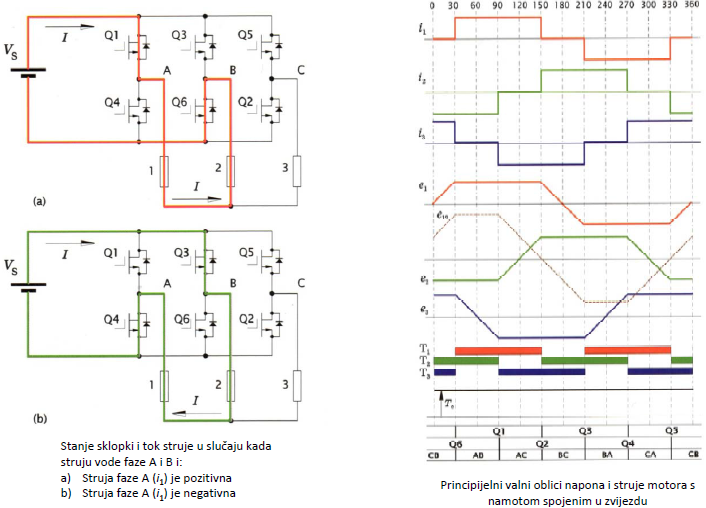 I
V_S
Q1
Q3
Q5
A
B
C
Q4
Q6
Q2
1
2
3
I
(a)
I
V_S
Q1
Q3
Q5
A
B
C
Q4
Q6
Q2
1
2
3
I
(b)
Stanje sklopki i tok struje u slučaju kada
struju vode faze A i B i:
a) Struja faze A (i₁) je pozitivna
b) Struja faze A (i₁) je negativna
0 30 60 90 120 150 180 210 240 270 300 330 360
i₁
i₂
i₃
e₁
e₂
e₃
T₁
T₂
T₃
Tₑ
Q1 Q3 Q3
Q6 Q2 Q4
CB AB AC BC BA CA CB
Principijelni valni oblici napona i struje motora s
namotom spojenim u zvijezdu